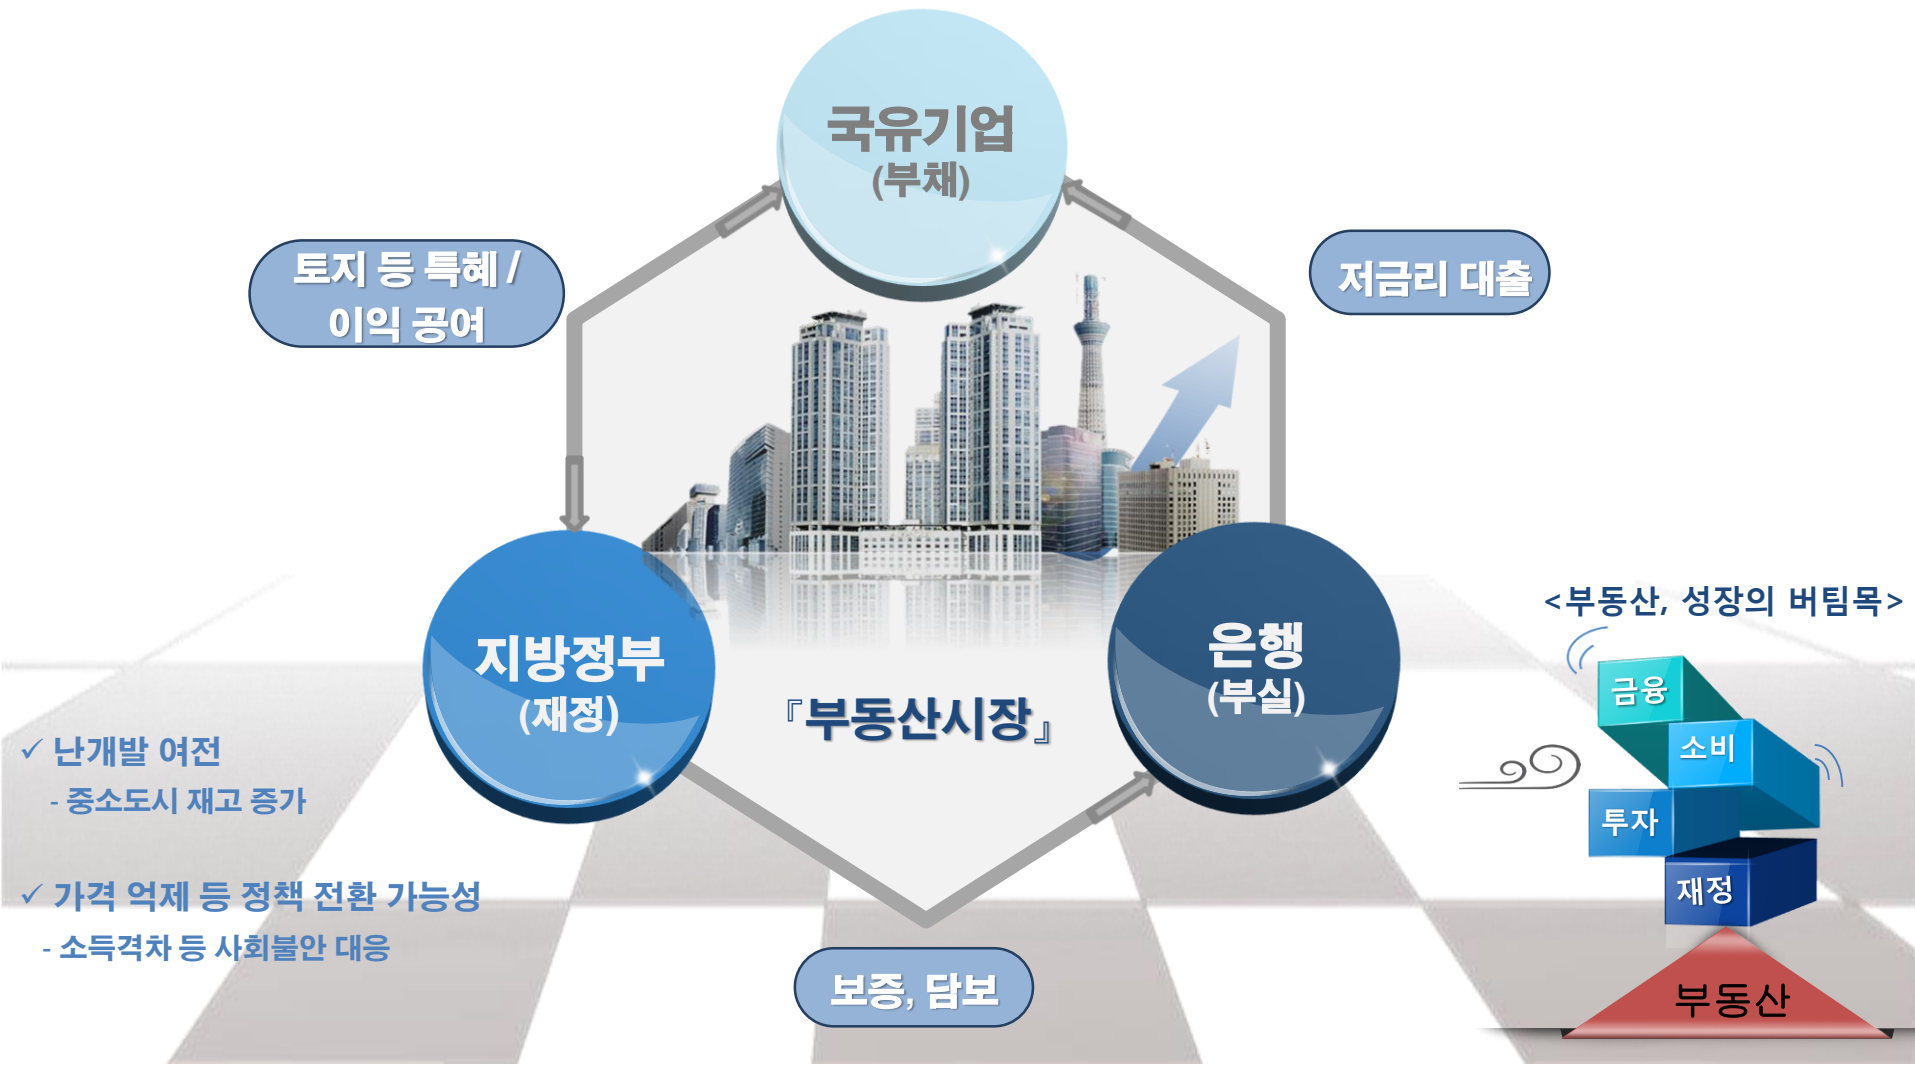 국유기업
(부채)
토지 등 특혜 /
이익 공여
저금리 대출
지방정부
(재정)
은행
(부실)
『부동산시장』
보증, 담보
✓ 난개발 여전
- 중소도시 재고 증가
✓ 가격 억제 등 정책 전환 가능성
- 소득격차 등 사회불안 대응
<부동산, 성장의 버팀목>
금융
소비
투자
재정
부동산